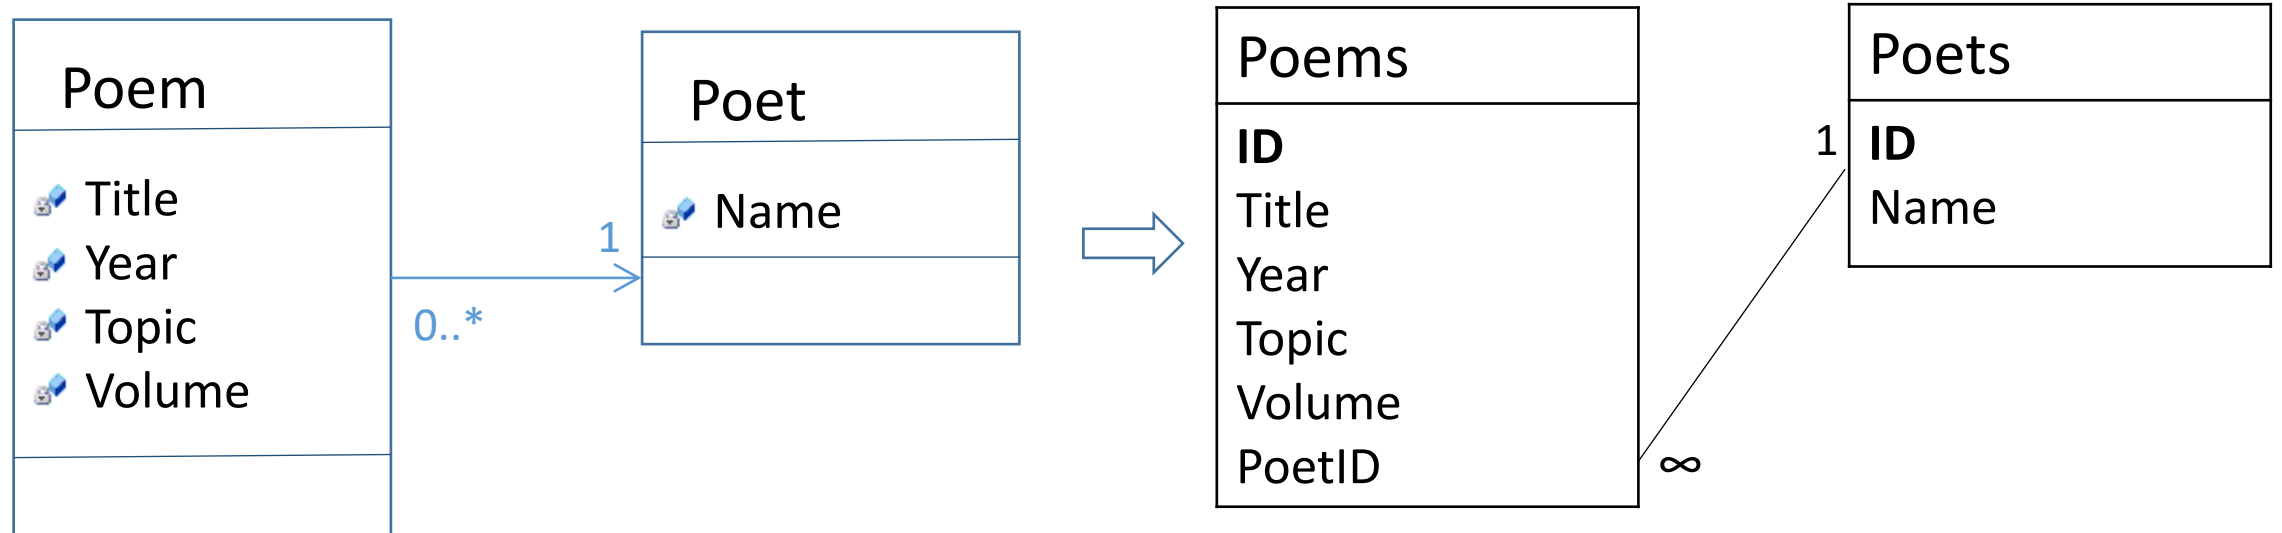 Poem
Title
Year
Topic
Volume
0..*
1
Poet
Name
Poems
ID
Title
Year
Topic
Volume
PoetID
∞
1
Poets
ID
Name